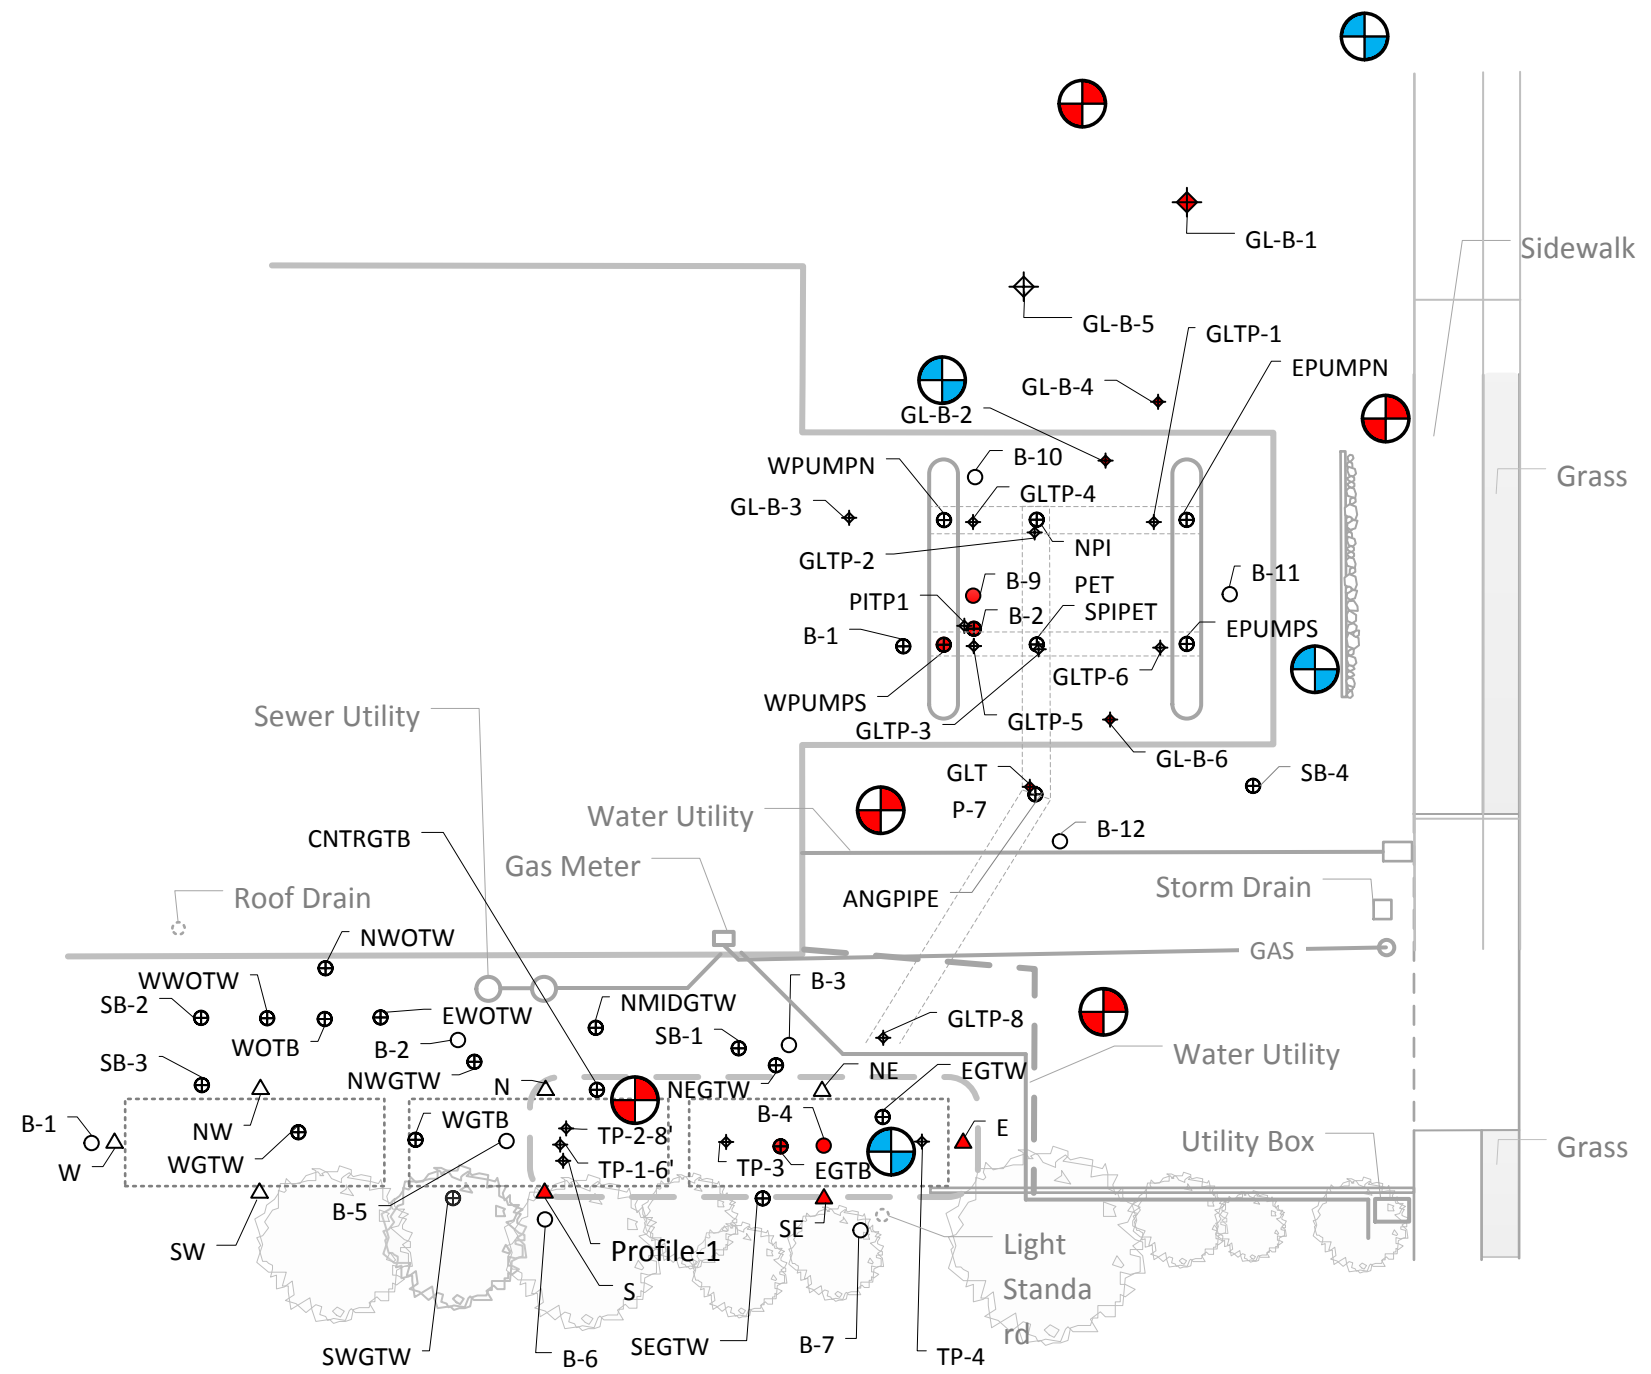 GL-B-1
Sidewalk
GL-B-5
GLTP-1
EPUMPN
GL-B-4
GL-B-2
WPUMPN
B-10
Grass
GLTP-4
GL-B-3
NPI
PET
GLTP-2
B-9
B-11
PITP1
B-2
SPIPET
B-1
EPUMPS
GLTP-6
WPUMPS
GLTP-3
GLTP-5
Sewer Utility
GL-B-6
GLT
P-7
SB-4
Water Utility
B-12
CNTRGTB
Gas Meter
Roof Drain
ANGPIPE
Storm Drain
NWOTW
GAS
WWOTW
B-3
SB-2
EWOTW
NMIDGTW
GLTP-8
WOTB
B-2
SB-1
Water Utility
SB-3
NWGTW
N
NEGTW
NE
EGTW
B-1
W
NW
WGTW
WGTB
TP-2-8'
TP-1-6'
B-4
TP-3
EGTB
E
Utility Box
Grass
B-5
SW
Profile-1
S
SE
Light
Standa
rd
SWGTW
B-6
SEGTW
B-7
TP-4